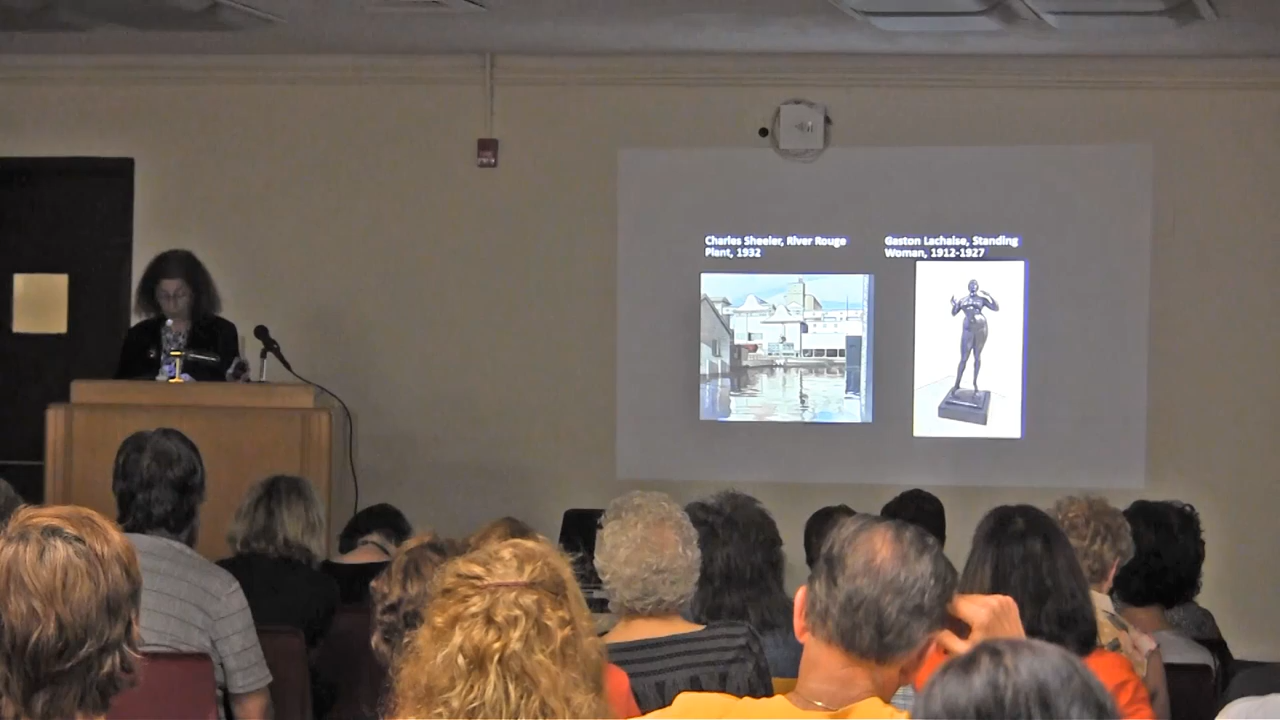 Charles Sheeler, River Rouge
Plant, 1932
Gaston Lachaise, Standing
Woman, 1912-1927